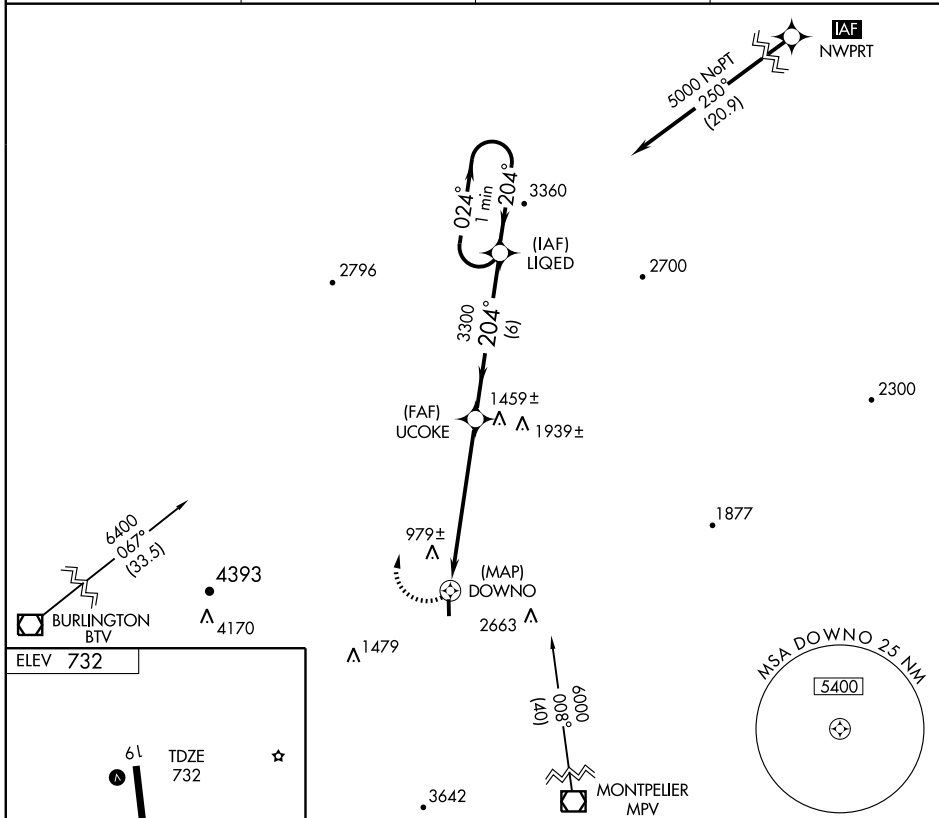 IAF
NWPRT
5000 NoPT
250°
(20.9)
024°
1 min
204°
3360
(IAF)
LIQED
2796
2700
3300
204°
(6)
2300
(FAF)
UCOKE
1459±
1939±
1877
6400
067°
(33.5)
979±
(MAP)
DOWNO
4393
BURLINGTON
BTV
4170
2663
1479
MSA DOWNO 25 NM
5400
6000
008°
(40)
ELEV 732
19
TDZE
732
MONTPELIER
MPV
3642